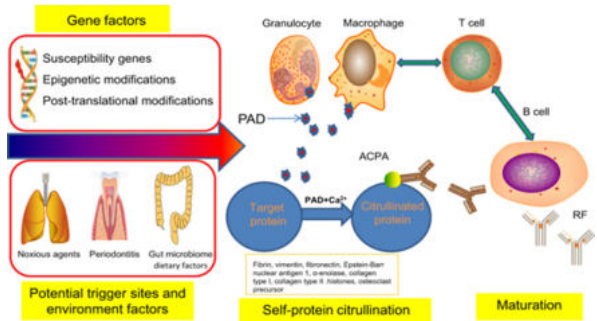 Gene factors
Susceptibility genes
Epigenetic modifications
Post-translational modifications
Noxious agents
Periodontitis
Gut microbiome
dietary factors
Potential trigger sites and
environment factors
Granulocyte
Macrophage
T cell
PAD
B cell
ACPA
Target
protein
PAD+Ca²⁺
Citrullinated
protein
RF
Fibrin, vimentin, fibronectin, Epstein-Barr
nuclear antigen 1, α-enolase, collagen
type I, collagen type II, histones, osteoclast
precursor
Self-protein citrullination
Maturation